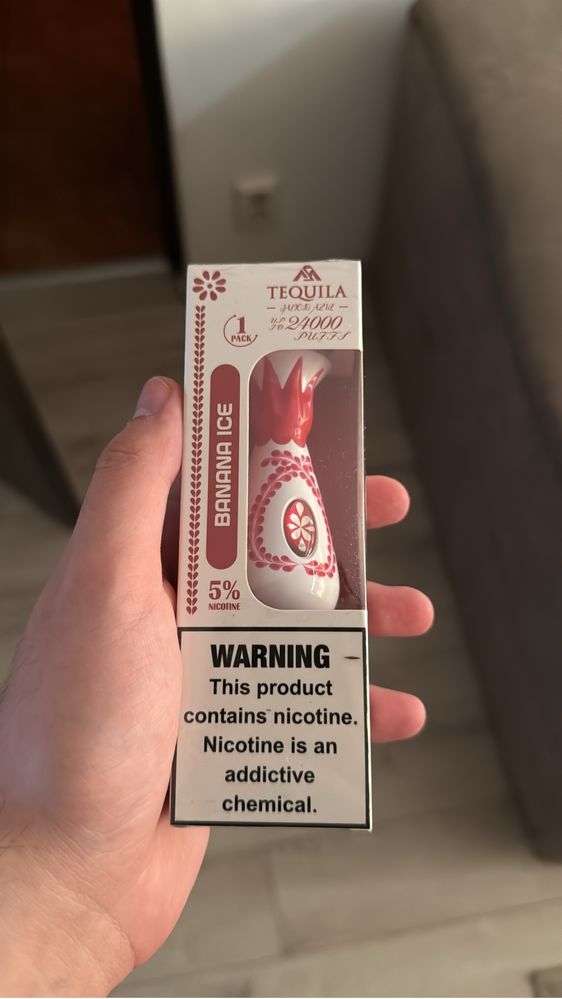 TEQUILA
UP TO 24000
PUFFS
1
PACK
BANANA ICE
5%
NICOTINE
WARNING
This product
contains nicotine.
Nicotine is an
addictive
chemical.